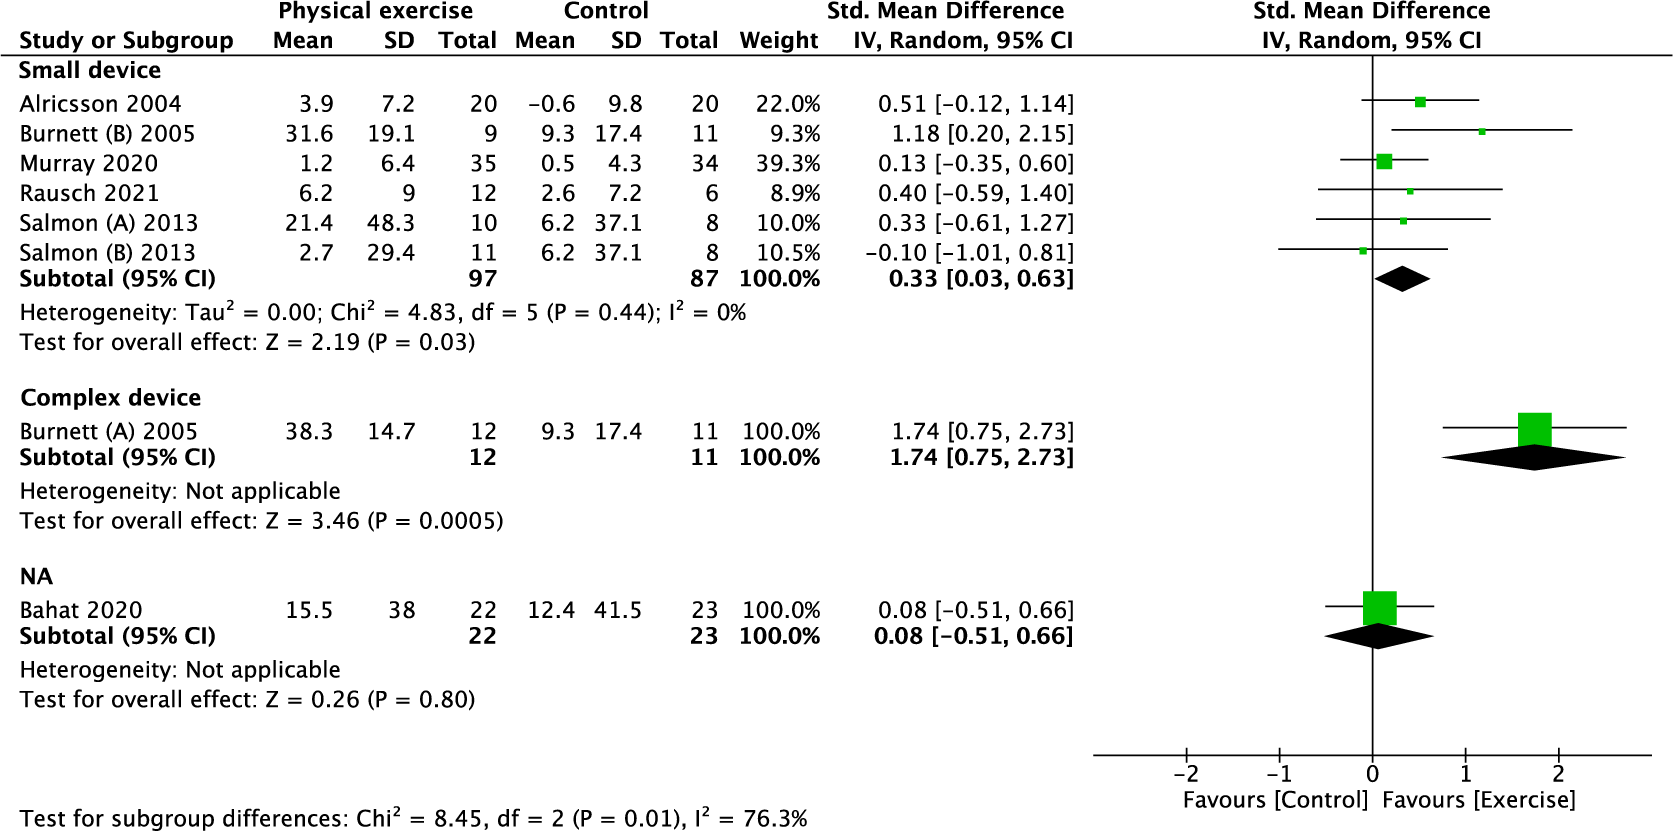 Physical exercise Control Std. Mean Difference Std. Mean Difference
Study or Subgroup Mean SD Total Mean SD Total Weight IV, Random, 95% CI IV, Random, 95% CI
Small device
Alricsson 2004 3.9 7.2 20 −0.6 9.8 20 22.0% 0.51 [−0.12, 1.14]
Burnett (B) 2005 31.6 19.1 9 9.3 17.4 11 9.3% 1.18 [0.20, 2.15]
Murray 2020 1.2 6.4 35 0.5 4.3 34 39.3% 0.13 [−0.35, 0.60]
Rausch 2021 6.2 9 12 2.6 7.2 6 8.9% 0.40 [−0.59, 1.40]
Salmon (A) 2013 21.4 48.3 10 6.2 37.1 8 10.0% 0.33 [−0.61, 1.27]
Salmon (B) 2013 2.7 29.4 11 6.2 37.1 8 10.5% −0.10 [−1.01, 0.81]
Subtotal (95% CI) 97 87 100.0% 0.33 [0.03, 0.63]
Heterogeneity: Tau² = 0.00; Chi² = 4.83, df = 5 (P = 0.44); I² = 0%
Test for overall effect: Z = 2.19 (P = 0.03)
Complex device
Burnett (A) 2005 38.3 14.7 12 9.3 17.4 11 100.0% 1.74 [0.75, 2.73]
Subtotal (95% CI) 12 11 100.0% 1.74 [0.75, 2.73]
Heterogeneity: Not applicable
Test for overall effect: Z = 3.46 (P = 0.0005)
NA
Bahat 2020 15.5 38 22 12.4 41.5 23 100.0% 0.08 [−0.51, 0.66]
Subtotal (95% CI) 22 23 100.0% 0.08 [−0.51, 0.66]
Heterogeneity: Not applicable
Test for overall effect: Z = 0.26 (P = 0.80)
−2 −1 0 1 2
Favours [Control] Favours [Exercise]
Test for subgroup differences: Chi² = 8.45, df = 2 (P = 0.01), I² = 76.3%